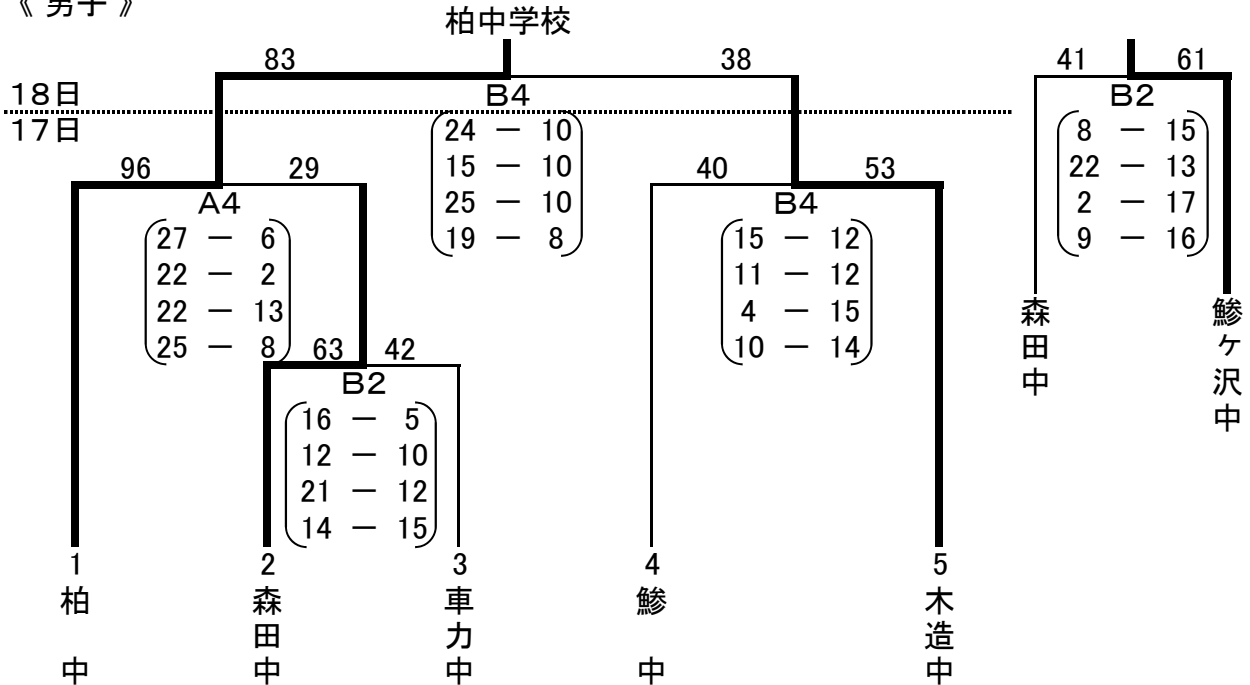 《 男子 》
柏中学校
83 38 41 61
18日 B4 B2
17日
24 － 10
15 － 10
25 － 10
19 － 8
8 － 15
22 － 13
2 － 17
9 － 16
96 29 40 53
A4 B4
27 － 6
22 － 2
22 － 13
25 － 8
15 － 12
11 － 12
4 － 15
10 － 14
森田中
鰺ヶ沢中
63 42
B2
16 － 5
12 － 10
21 － 12
14 － 15
1 2 3 4 5
柏 中
森田中
車力中
鰺 中
木造中